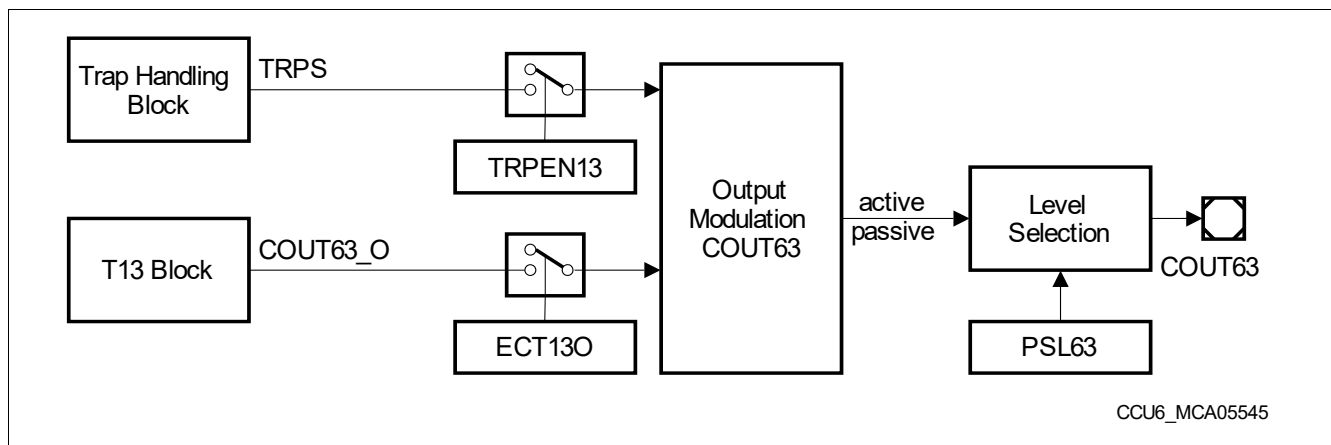 Trap Handling
Block
TRPS
TRPEN13
T13 Block
COUT63_O
ECT13O
Output
Modulation
COUT63
active
passive
Level
Selection
COUT63
PSL63
CCU6_MCA05545